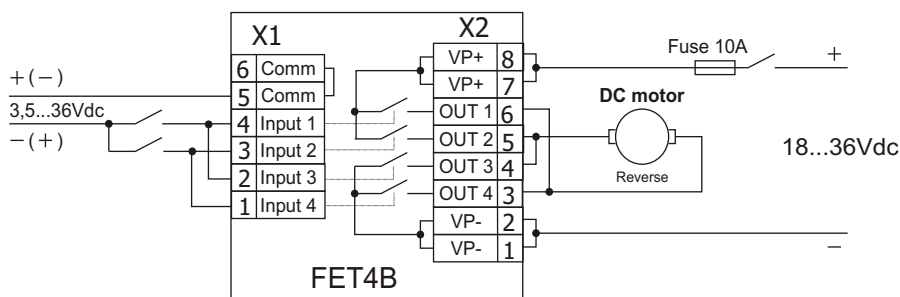 X1
X2
6 Comm
5 Comm
4 Input 1
3 Input 2
2 Input 3
1 Input 4
VP+ 8
VP+ 7
OUT 1 6
OUT 2 5
OUT 3 4
OUT 4 3
VP- 2
VP- 1
+(−)
3,5...36Vdc
−(+)
Fuse 10A
+
DC motor
Reverse
18...36Vdc
−
FET4B